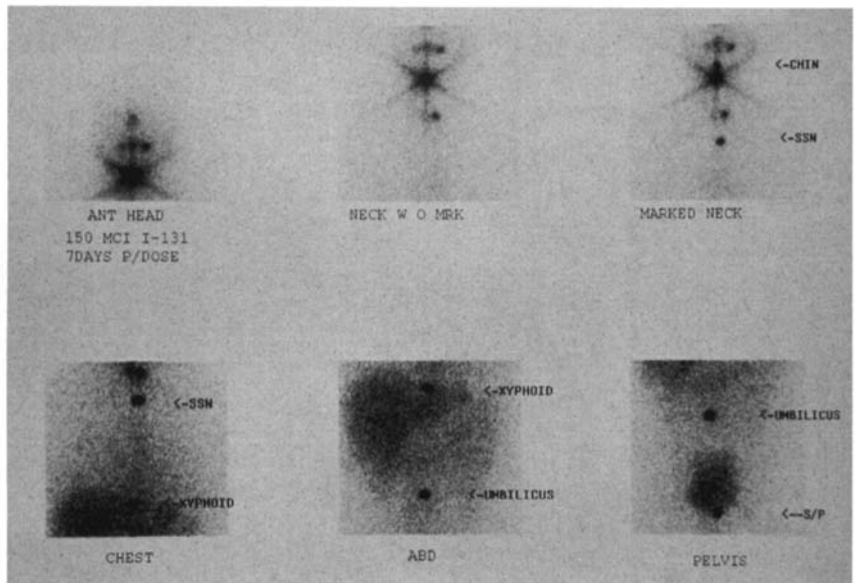 <-CHIN
<-SSN
ANT HEAD
150 MCI I-131
7DAYS P/DOSE
NECK W O MRK
MARKED NECK
<-SSN
<-XYPHOID
<-XYPHOID
<-UMBILICUS
<-UMBILICUS
<--S/P
CHEST
ABD
PELVIS